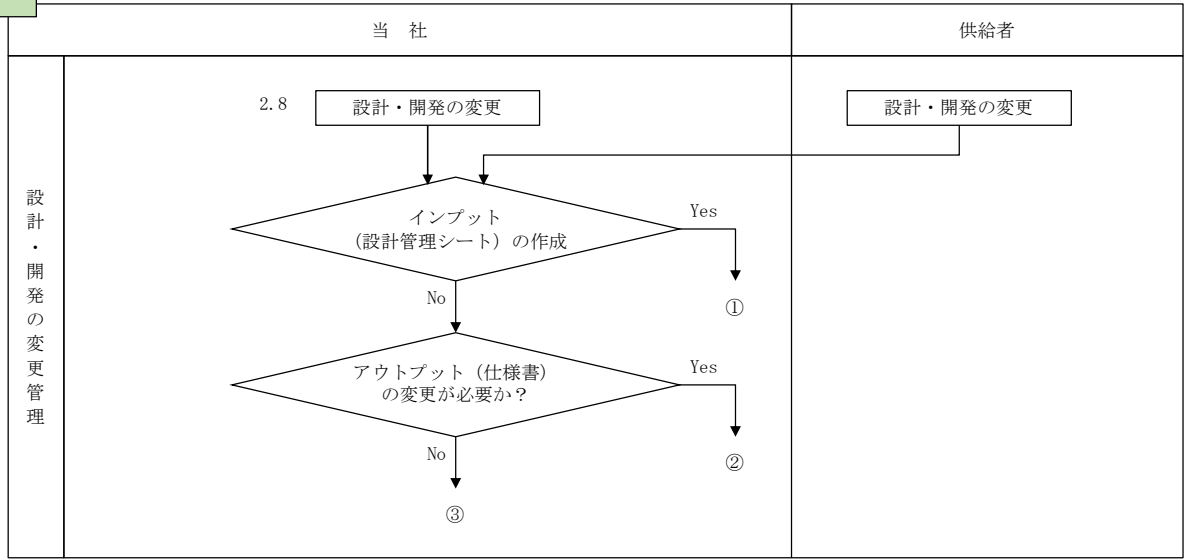 当 社
供給者
設計・開発の変更管理
2.8
設計・開発の変更
設計・開発の変更
インプット
(設計管理シート) の作成
Yes
①
No
アウトプット (仕様書)
の変更が必要か？
Yes
②
No
③